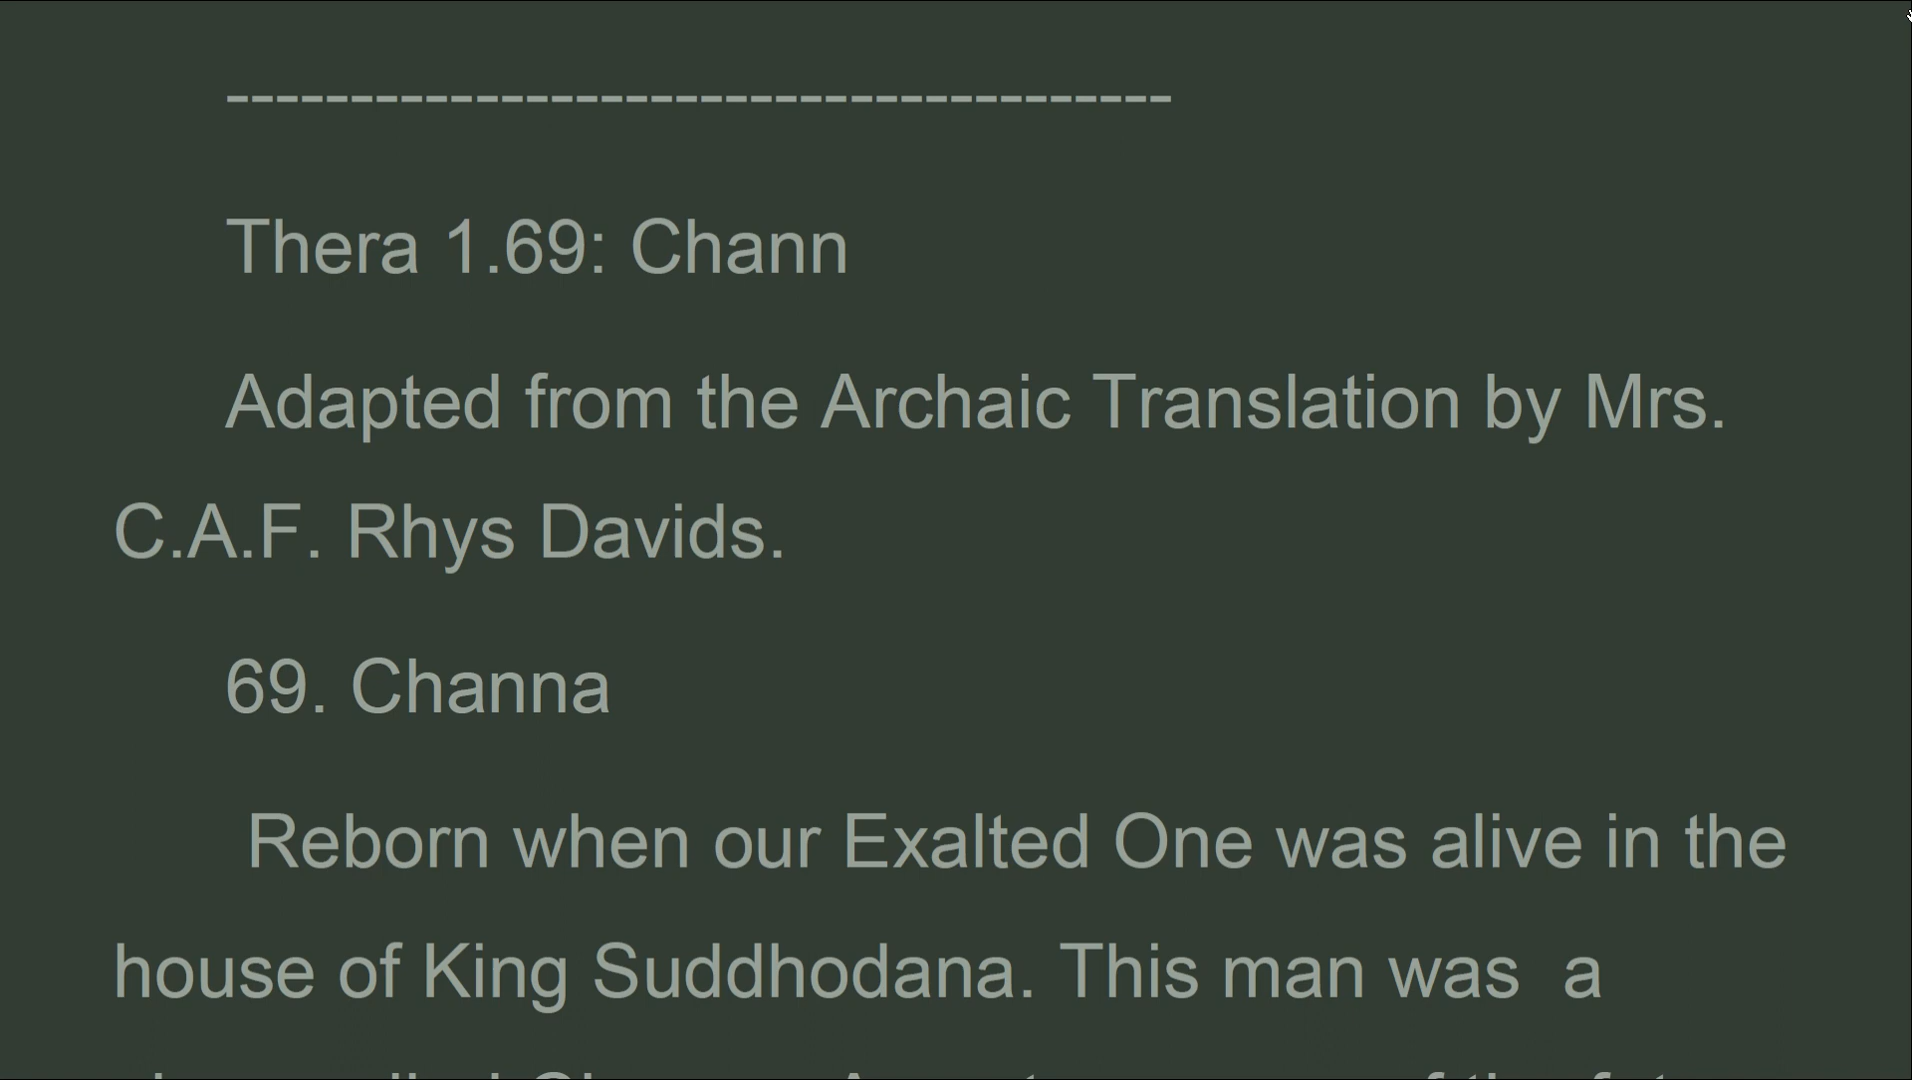 --------------------------------------
Thera 1.69: Chann
Adapted from the Archaic Translation by Mrs.
C.A.F. Rhys Davids.
69. Channa
Reborn when our Exalted One was alive in the
house of King Suddhodana. This man was  a